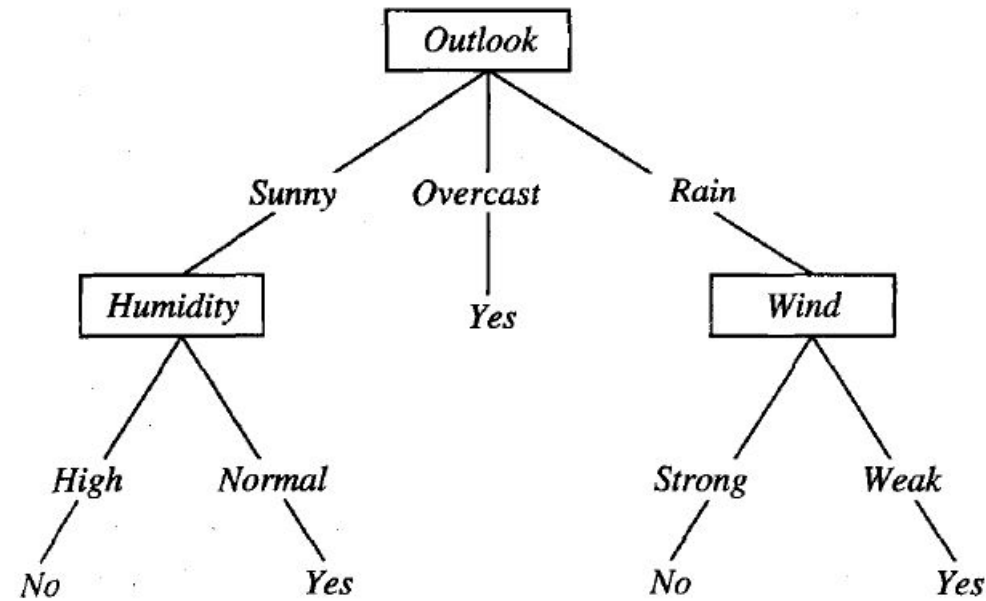 Outlook
Sunny Overcast Rain
Humidity Yes Wind
High Normal Strong Weak
No Yes No Yes